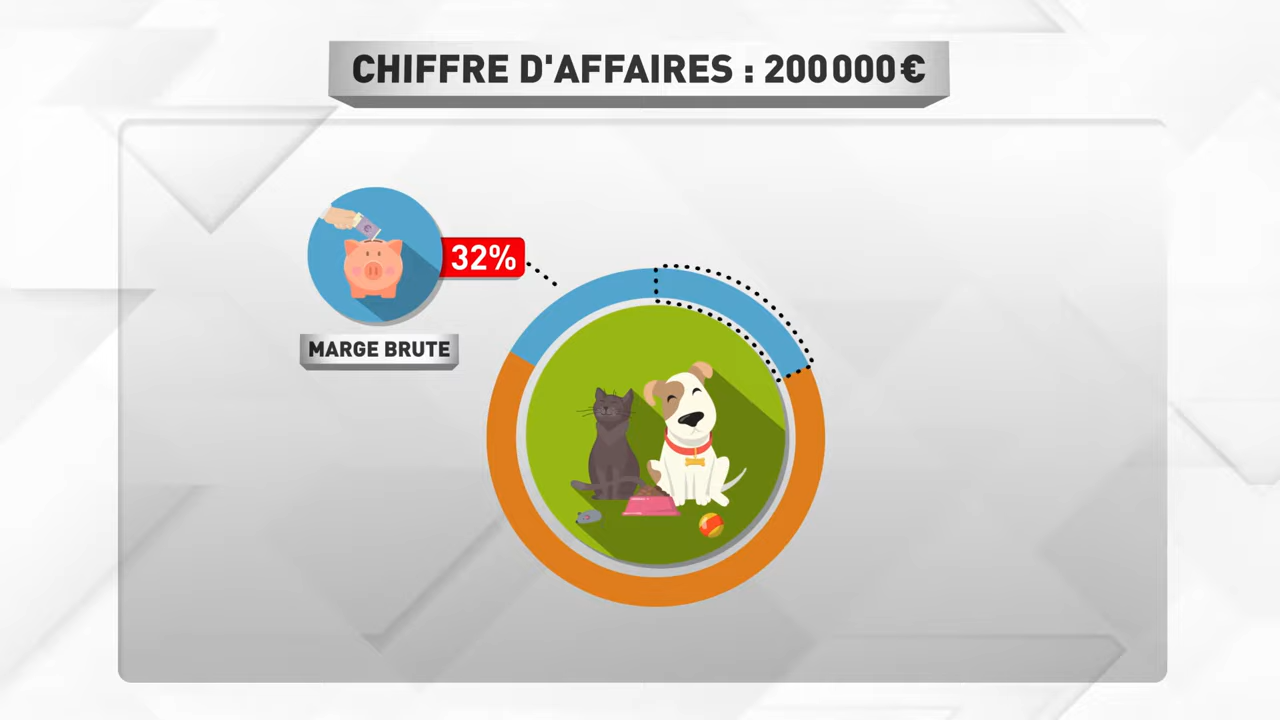 CHIFFRE D'AFFAIRES : 200 000 €
32%
MARGE BRUTE